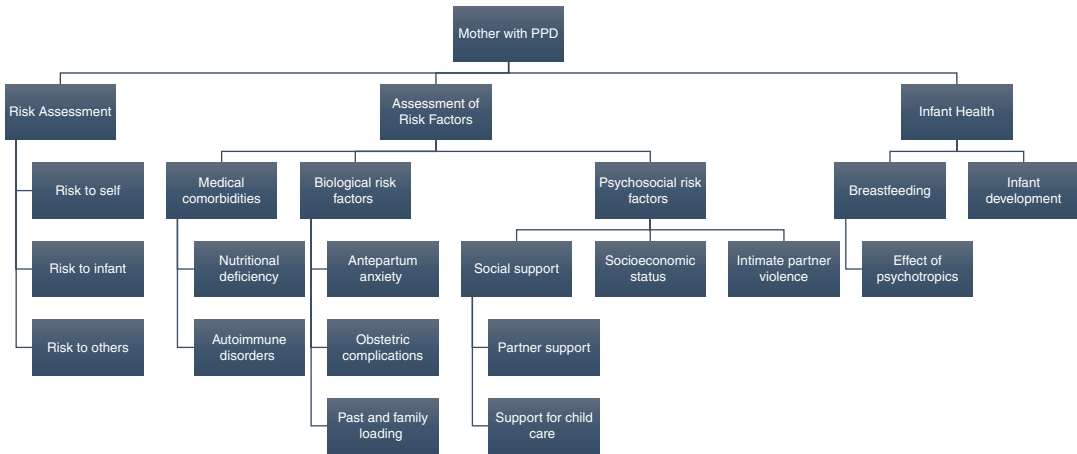 Mother with PPD
Risk Assessment
Assessment of
Risk Factors
Infant Health
Risk to self
Risk to infant
Risk to others
Medical
comorbidities
Nutritional
deficiency
Autoimmune
disorders
Biological risk
factors
Antepartum
anxiety
Obstetric
complications
Past and family
loading
Psychosocial risk
factors
Social support
Partner support
Support for child
care
Socioeconomic
status
Intimate partner
violence
Breastfeeding
Effect of
psychotropics
Infant
development